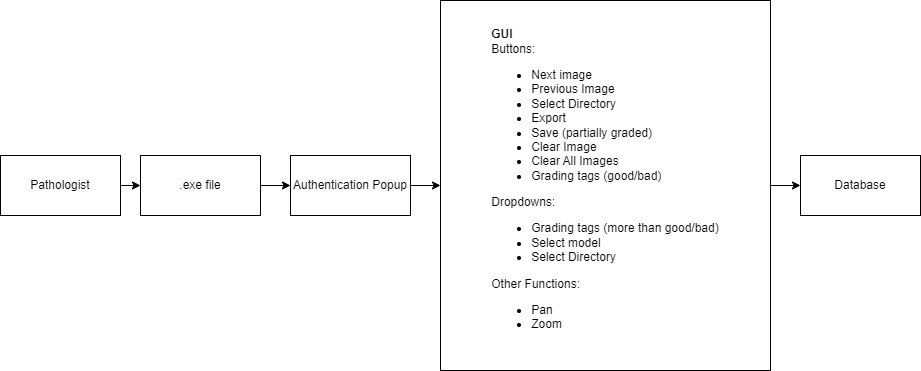 Pathologist
.exe file
Authentication Popup
GUI
Buttons:
Next image
Previous Image
Select Directory
Export
Save (partially graded)
Clear Image
Clear All Images
Grading tags (good/bad)
Dropdowns:
Grading tags (more than good/bad)
Select model
Select Directory
Other Functions:
Pan
Zoom
Database